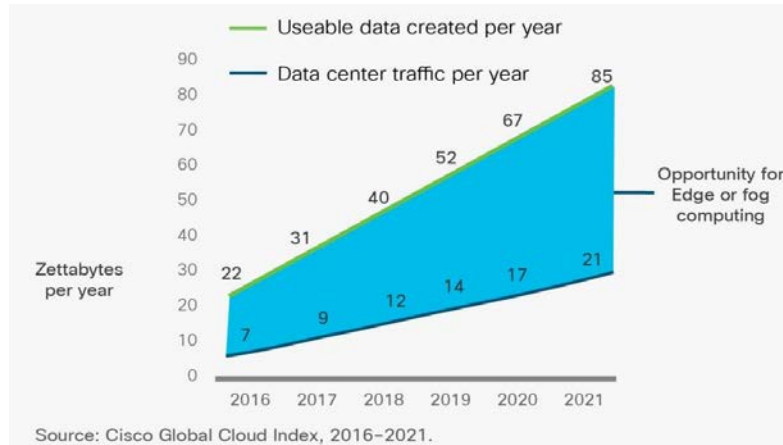 Useable data created per year
Data center traffic per year
90
80
70
60
50
40
30
20
10
0
Zettabytes
per year
22
31
40
52
67
85
7
9
12
14
17
21
Opportunity for
Edge or fog
computing
2016 2017 2018 2019 2020 2021
Source: Cisco Global Cloud Index, 2016–2021.